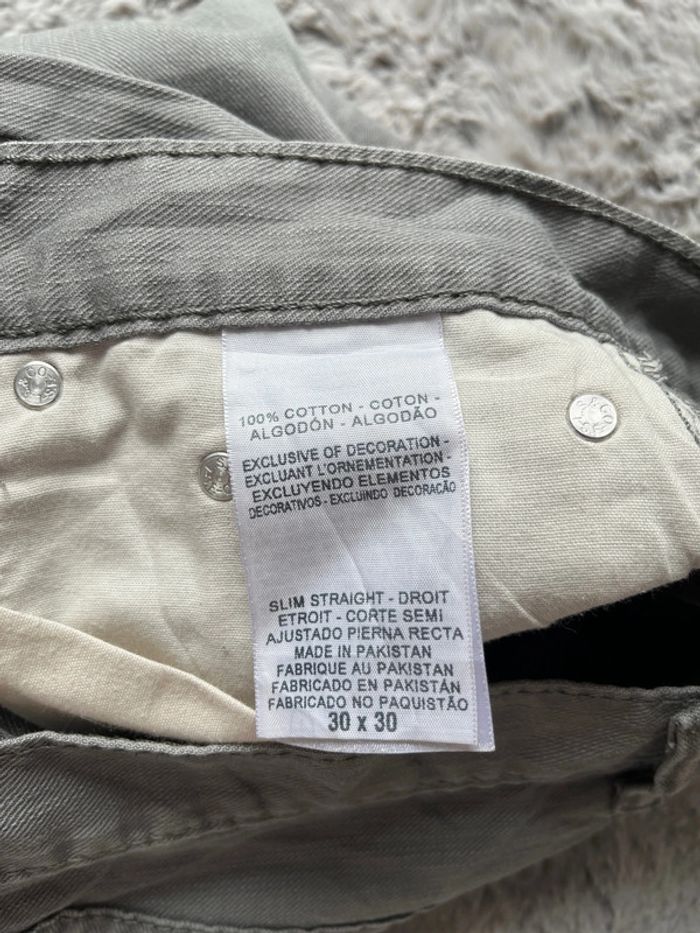 100% COTTON - COTON -
ALGODÓN - ALGODÃO
EXCLUSIVE OF DECORATION -
EXCLUANT L'ORNEMENTATION -
EXCLUYENDO ELEMENTOS
DECORATIVOS - EXCLUINDO DECORAÇÃO
SLIM STRAIGHT - DROIT
ETROIT - CORTE SEMI
AJUSTADO PIERNA RECTA
MADE IN PAKISTAN
FABRIQUE AU PAKISTAN
FABRICADO EN PAKISTÁN
FABRICADO NO PAQUISTÃO
30 x 30